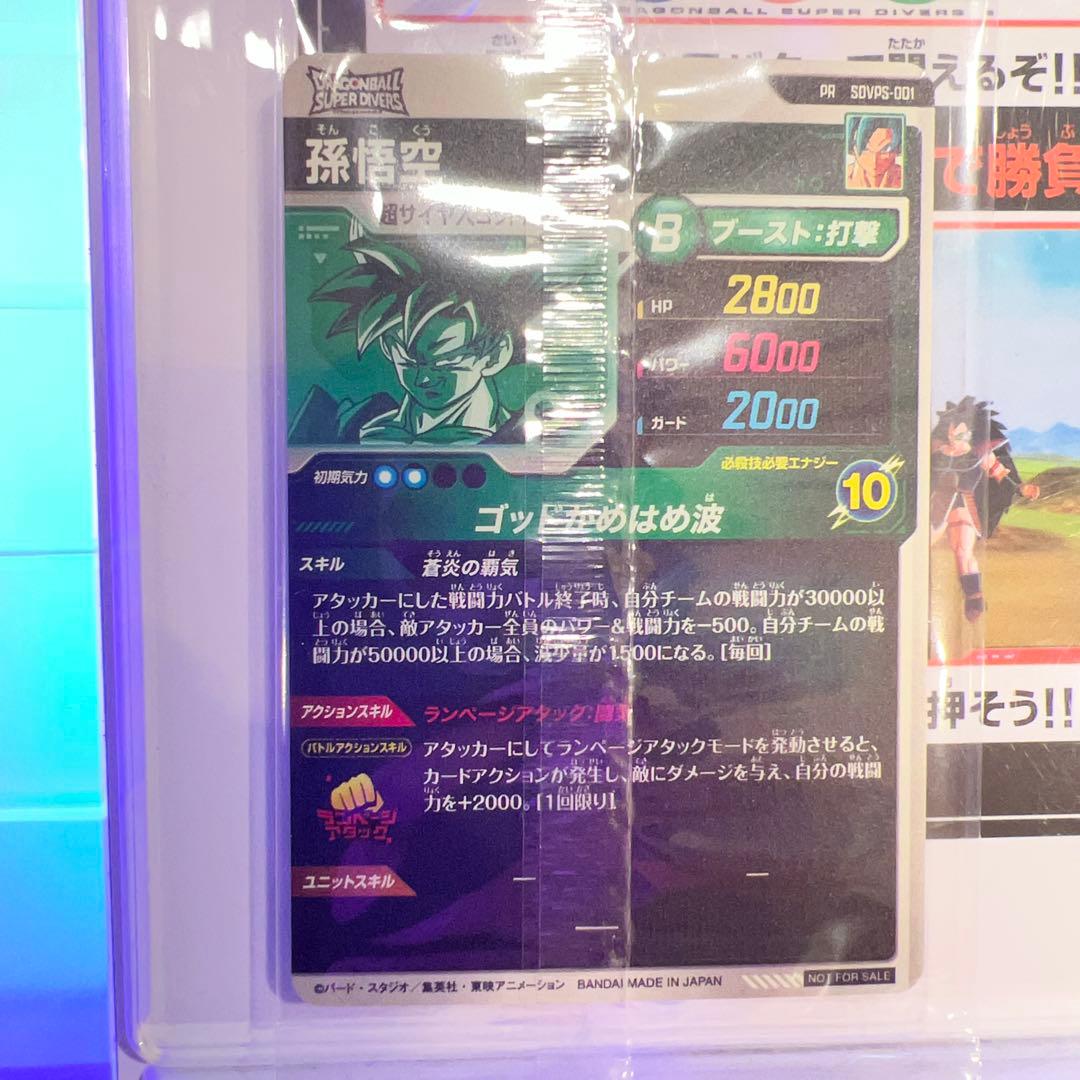 DRAGONBALL SUPER DIVERS
えるぞ!!
DRAGONBALL
SUPER DIVERS
PR SDVPS-001
そんごくう
孫悟空
超サイヤ人ゴッド
で勝負
B ブースト:打撃
HP 2800
パワー 6000
ガード 2000
初期気力
必殺技必要エナジー
10
ゴッドかめはめ波
スキル 蒼炎の覇気
アタッカーにした戦闘力バトル終了時、自分チームの戦闘力が30000以
上の場合、敵アタッカー全員のパワー&戦闘力を-500。自分チームの戦
闘力が50000以上の場合、減少量が1500になる。[毎回]
押そう!!
アクションスキル ランページアタック:闘
バトルアクションスキル
アタッカーにしてランページアタックモードを発動させると、
カードアクションが発生し、敵にダメージを与え、自分の戦闘
力を+2000。[1回限り]
ランページ
アタック
ユニットスキル
©バード・スタジオ/集英社・東映アニメーション BANDAI MADE IN JAPAN
NOT FOR SALE